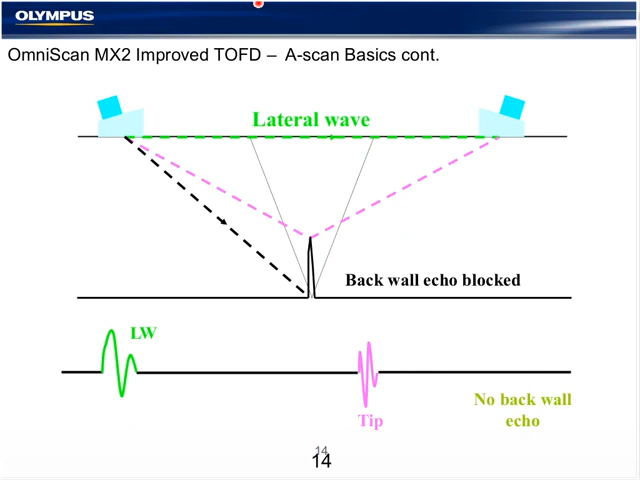 OLYMPUS
OmniScan MX2 Improved TOFD – A-scan Basics cont.
Lateral wave
Back wall echo blocked
LW
Tip
No back wall
echo
14
14